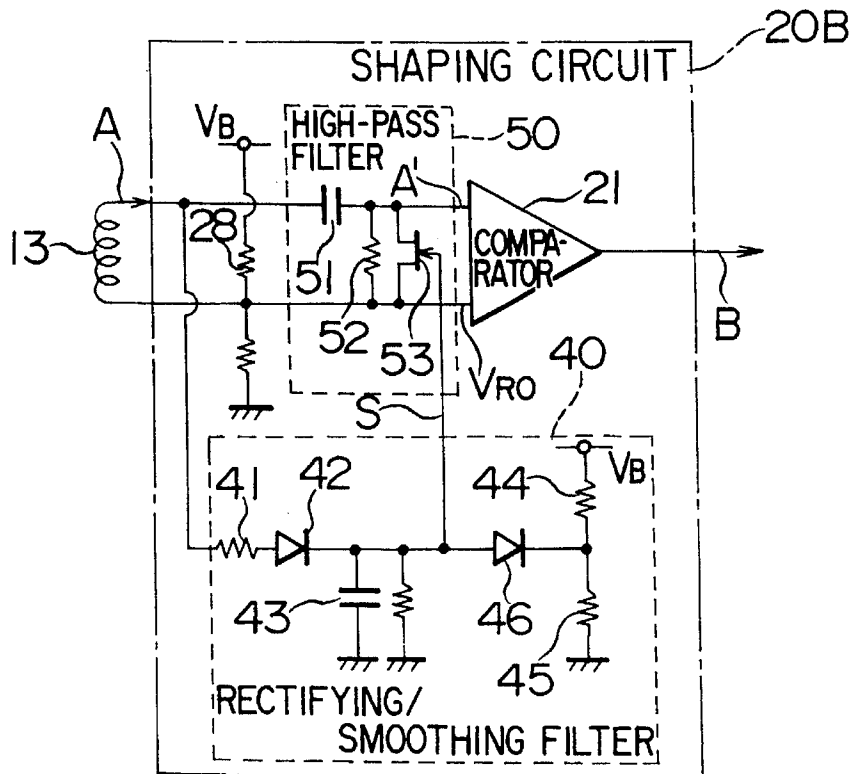 20B
SHAPING CIRCUIT
A
VB
HIGH-PASS
FILTER
50
A'
21
13
28
51
COMPA-
RATOR
52
53
B
VRO
40
S
VB
44
41
42
43
46
45
RECTIFYING/
SMOOTHING FILTER